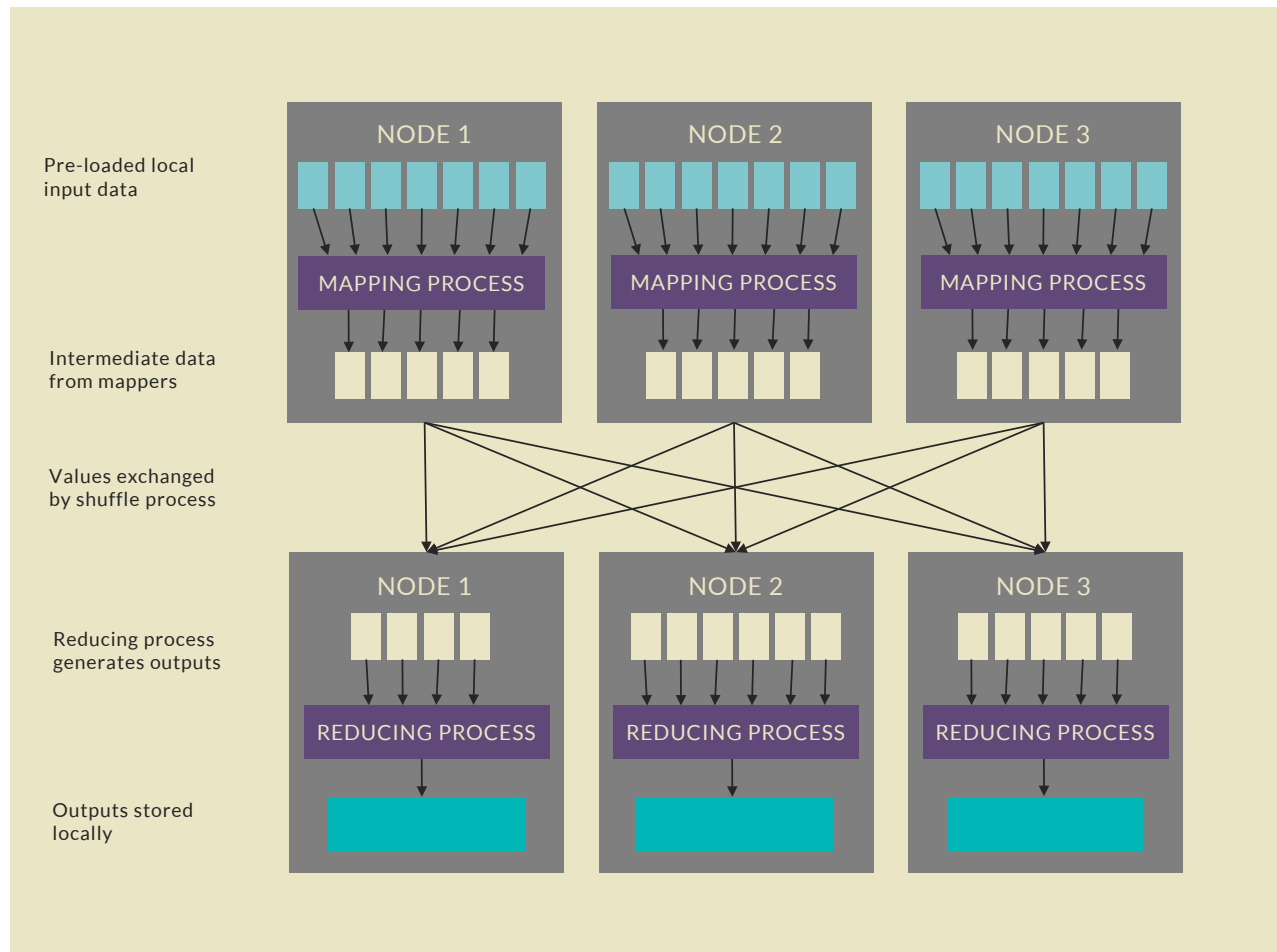 NODE 1
NODE 2
NODE 3
Pre-loaded local
input data
MAPPING PROCESS
MAPPING PROCESS
MAPPING PROCESS
Intermediate data
from mappers
Values exchanged
by shuffle process
NODE 1
NODE 2
NODE 3
Reducing process
generates outputs
REDUCING PROCESS
REDUCING PROCESS
REDUCING PROCESS
Outputs stored
locally